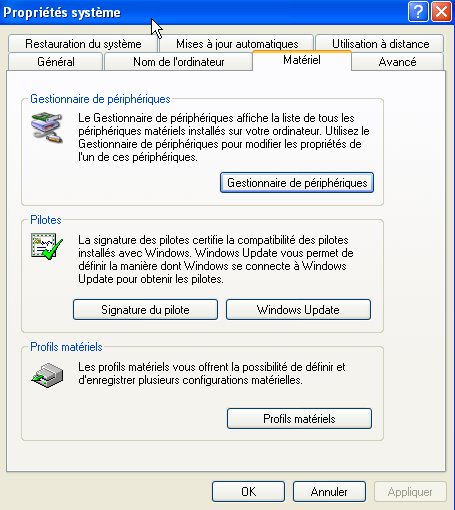 Propriétés système
Restauration du système
Mises à jour automatiques
Utilisation à distance
Général
Nom de l'ordinateur
Matériel
Avancé
Gestionnaire de périphériques
Le Gestionnaire de périphériques affiche la liste de tous les
périphériques matériels installés sur votre ordinateur. Utilisez le
Gestionnaire de périphériques pour modifier les propriétés de
l'un de ces périphériques.
Gestionnaire de périphériques
Pilotes
La signature des pilotes certifie la compatibilité des pilotes
installés avec Windows. Windows Update vous permet de
définir la manière dont Windows se connecte à Windows
Update pour obtenir les pilotes.
Signature du pilote
Windows Update
Profils matériels
Les profils matériels vous offrent la possibilité de définir et
d'enregistrer plusieurs configurations matérielles.
Profils matériels
OK
Annuler
Appliquer